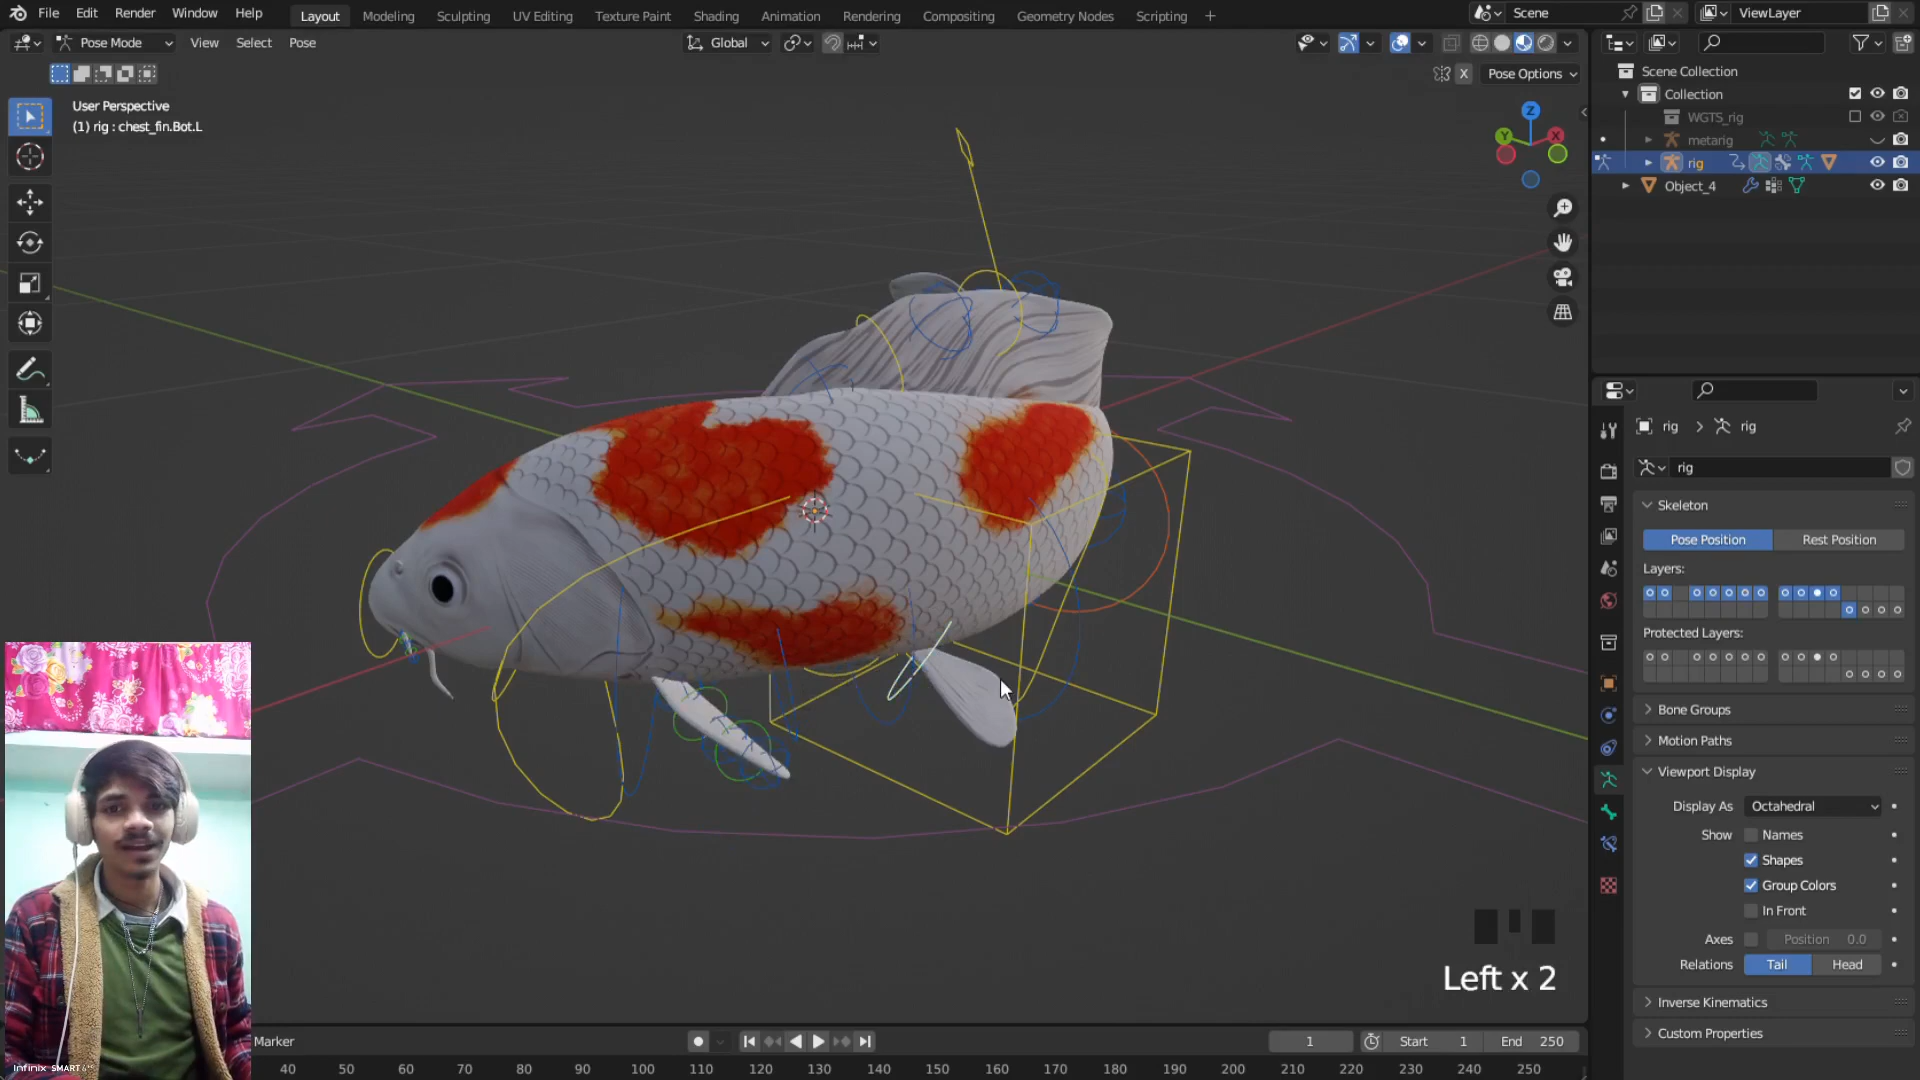 File Edit Render Window Help Layout Modeling Sculpting UV Editing Texture Paint Shading Animation Rendering Compositing Geometry Nodes Scripting + Scene ViewLayer
Pose Mode View Select Pose Global
X Pose Options
User Perspective
(1) rig : chest_fin.Bot.L
Z
Y
X
Scene Collection
Collection
WGTS_rig
metarig
rig
Object_4
rig > rig
rig
Skeleton
Pose Position Rest Position
Layers:
Protected Layers:
Bone Groups
Motion Paths
Viewport Display
Display As Octahedral
Show Names
Shapes
Group Colors
In Front
Axes Position 0.0
Relations Tail Head
Inverse Kinematics
Custom Properties
Left x 2
Infinix SMART 6
Marker 1 Start 1 End 250
40 50 60 70 80 90 100 110 120 130 140 150 160 170 180 190 200 210 220 230 240 250